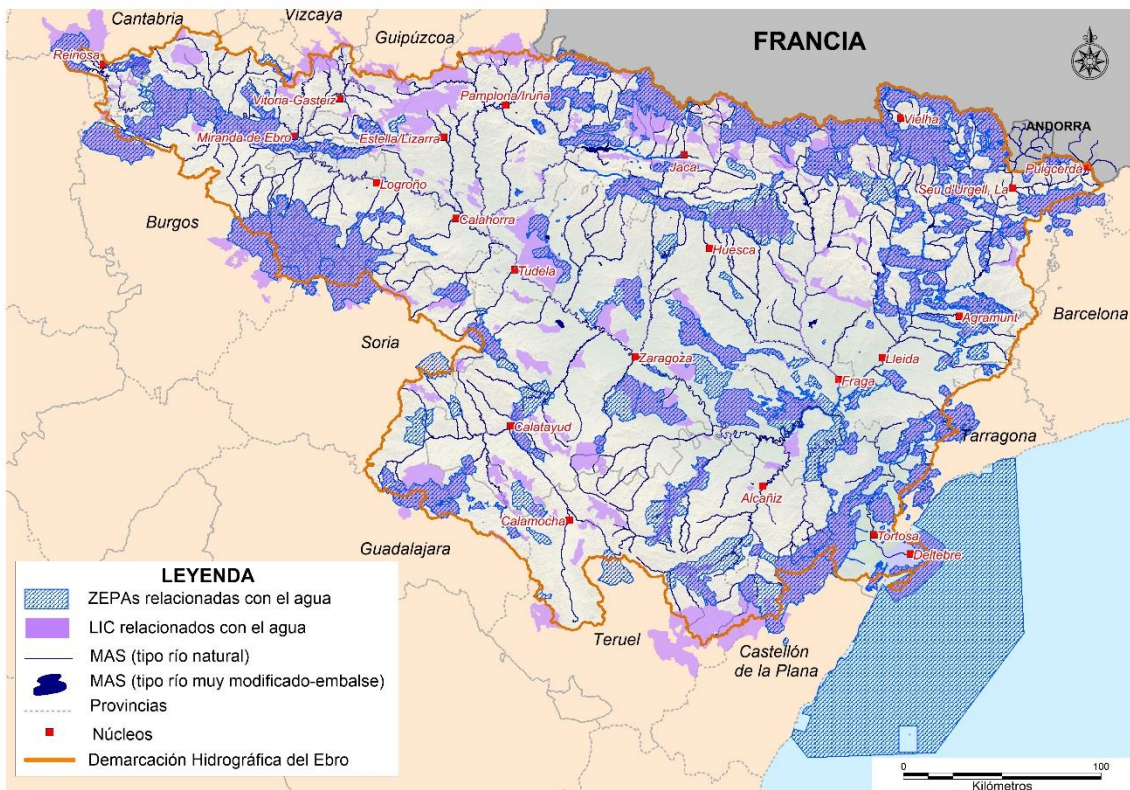 Cantabria
Vizcaya
Guipúzcoa
FRANCIA
Reinosa
Vitoria-Gasteiz
Pamplona/Iruña
Vielha
ANDORRA
Miranda de Ebro
Estella/Lizarra
Jaca
Puigcerdà
Seu d'Urgell, La
Logroño
Burgos
Calahorra
Huesca
Tudela
Agramunt
Barcelona
Soria
Zaragoza
Lleida
Fraga
Calatayud
Tarragona
Alcañiz
Calamocha
Tortosa
Guadalajara
Deltebre
Teruel
Castellón
de la Plana
LEYENDA
ZEPAs relacionadas con el agua
LIC relacionados con el agua
MAS (tipo río natural)
MAS (tipo río muy modificado-embalse)
Provincias
Núcleos
Demarcación Hidrográfica del Ebro
0 100
Kilómetros